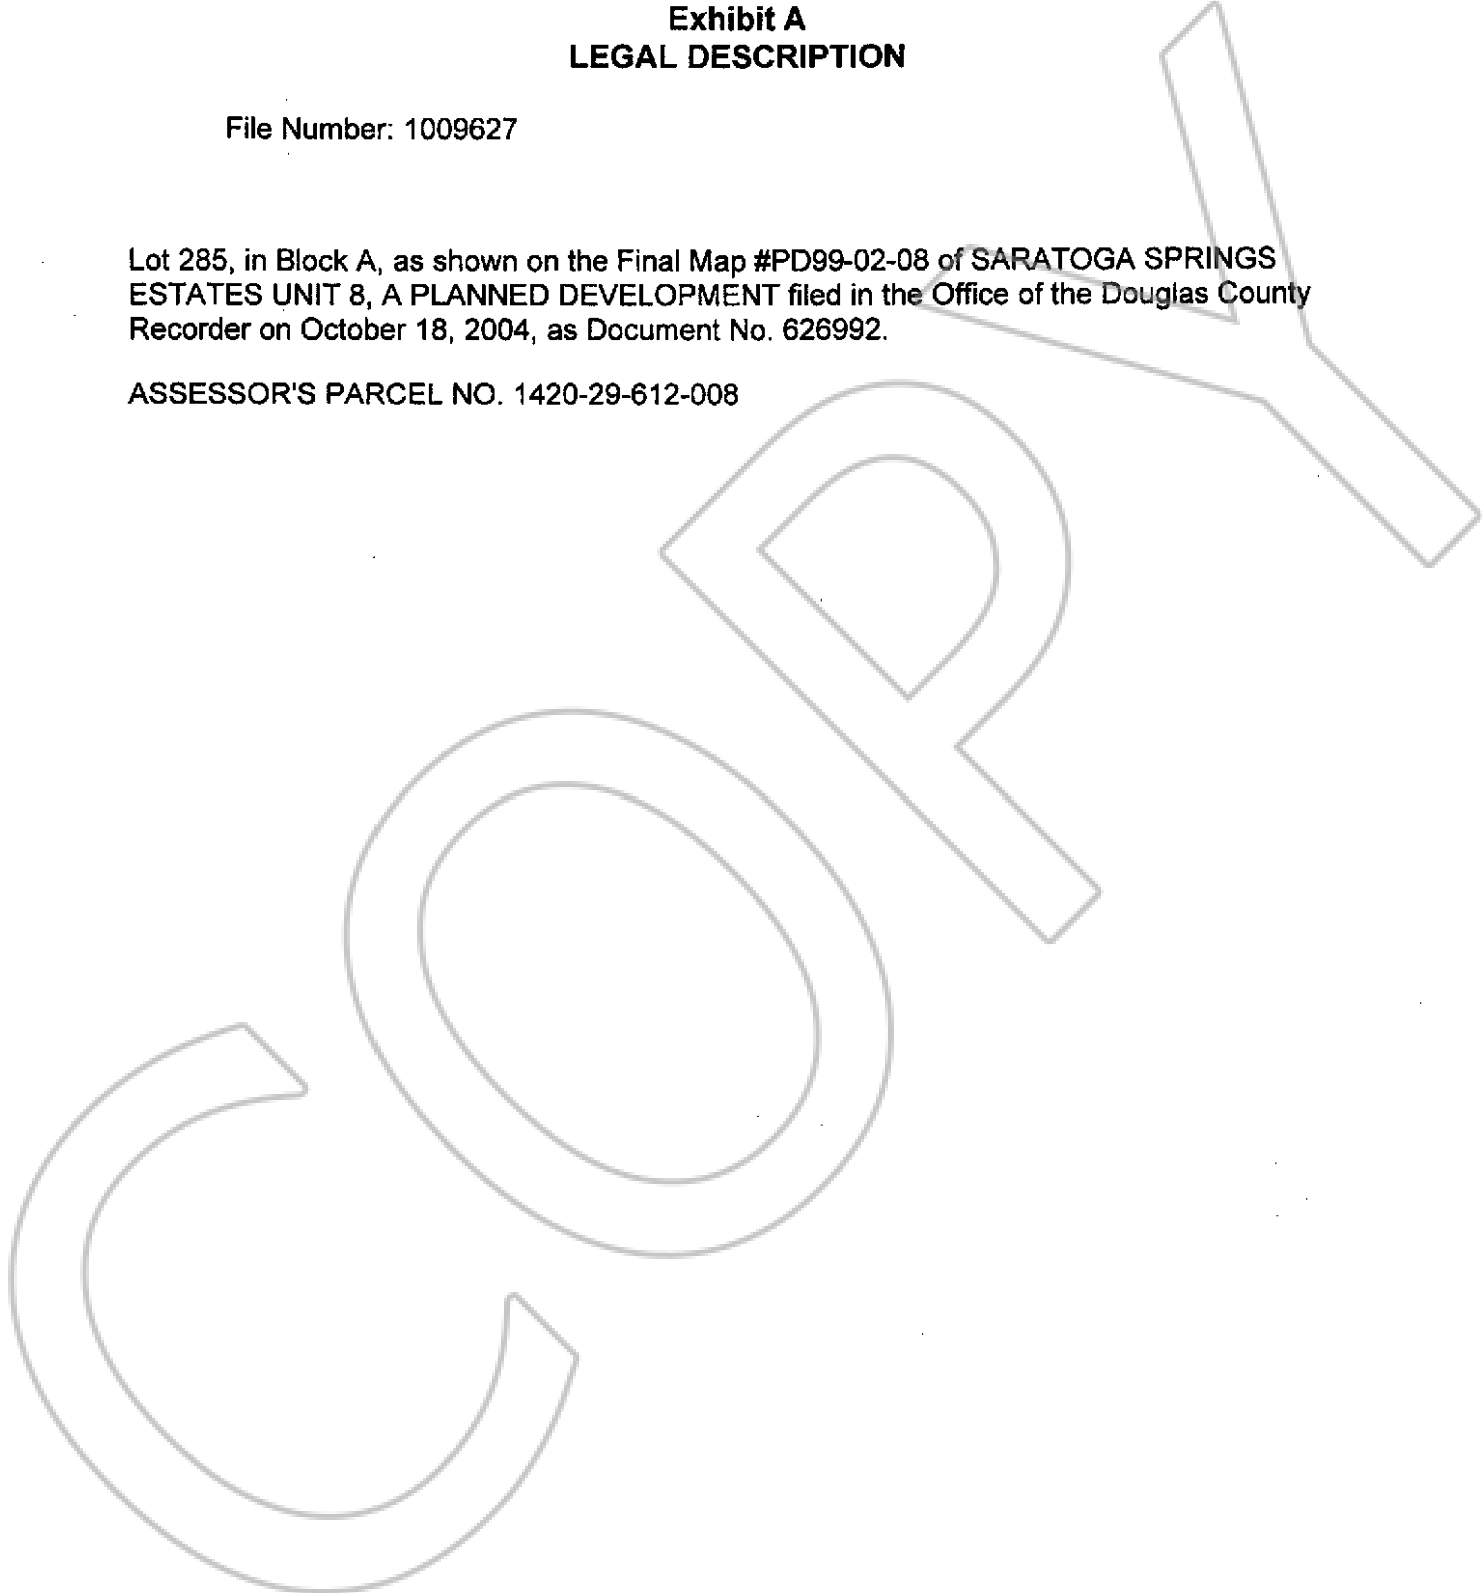 Exhibit A
LEGAL DESCRIPTION
File Number: 1009627
Lot 285, in Block A, as shown on the Final Map #PD99-02-08 of SARATOGA SPRINGS
ESTATES UNIT 8, A PLANNED DEVELOPMENT filed in the Office of the Douglas County
Recorder on October 18, 2004, as Document No. 626992.
ASSESSOR'S PARCEL NO. 1420-29-612-008
COPY